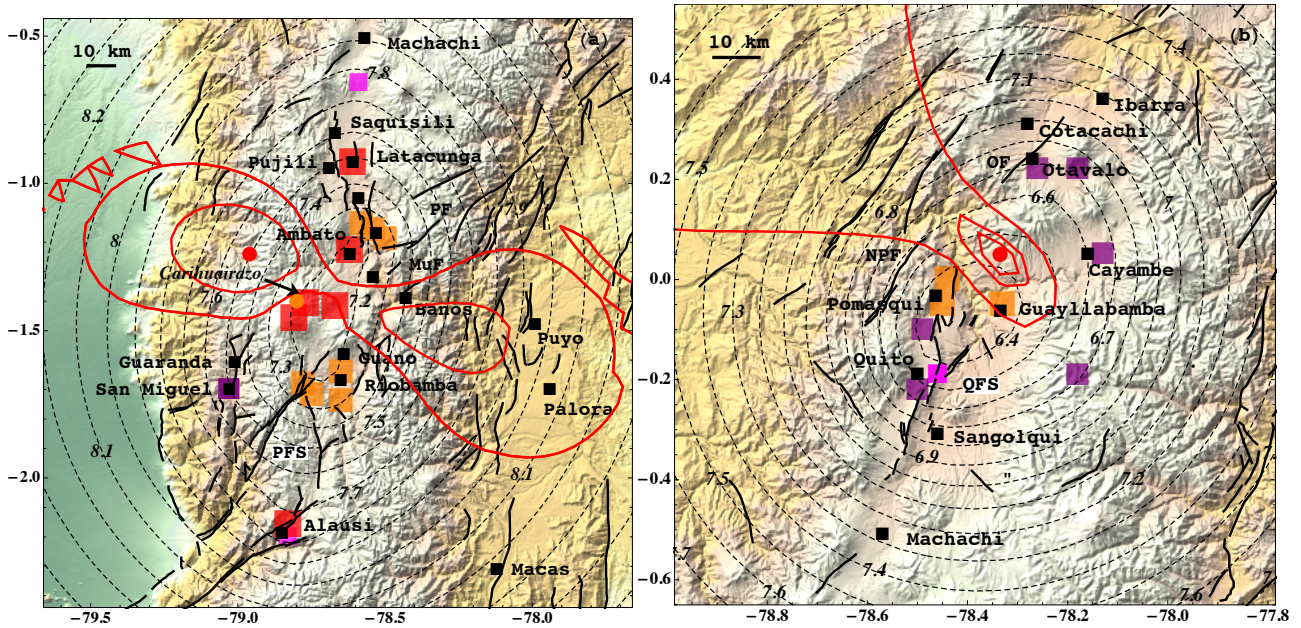 (a)
10 km
−0.5
−1.0
−1.5
−2.0
−79.5
−79.0
−78.5
−78.0
Machachi
7.8
8.2
Saquisili
Pujili
Latacunga
7.4
PF
7.9
8
Ambato
MuF
Carihuairazo
7.6
7.2
Banos
Puyo
Guaranda
Guano
7.3
San Miguel
Riobamba
Palora
7.5
8.1
PFS
8.1
7.7
Alausi
Macas
(b)
10 km
0.4
0.2
0.0
−0.2
−0.4
−0.6
−78.8
−78.6
−78.4
−78.2
−78.0
−77.8
7.4
7.1
Ibarra
Cotacachi
7.5
OF
Otavalo
6.6
7
6.8
NPF
Cayambe
7.3
Pomasqui
Guayllabamba
6.4
6.7
Quito
QFS
Sangolqui
6.9
"
7.5
7.2
Machachi
7.4
7.6
7.6